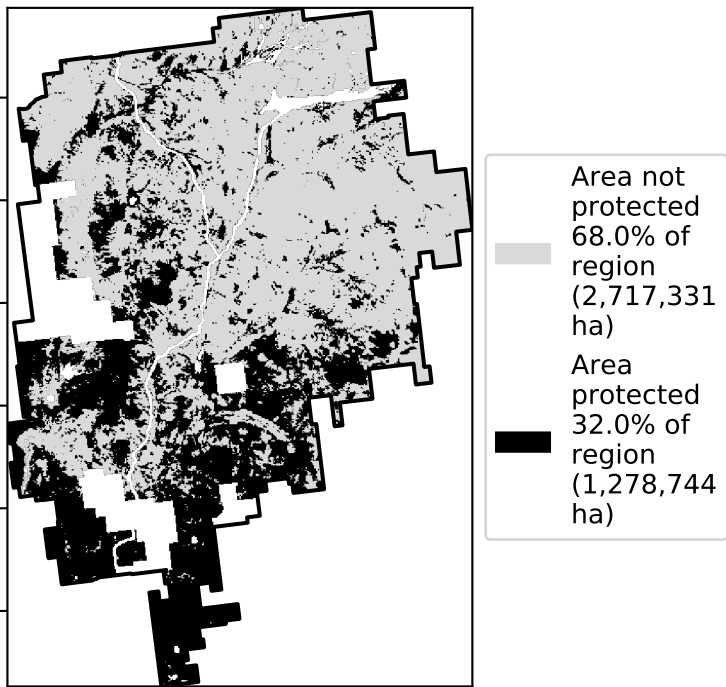 Area not
protected
68.0% of
region
(2,717,331
ha)
Area
protected
32.0% of
region
(1,278,744
ha)